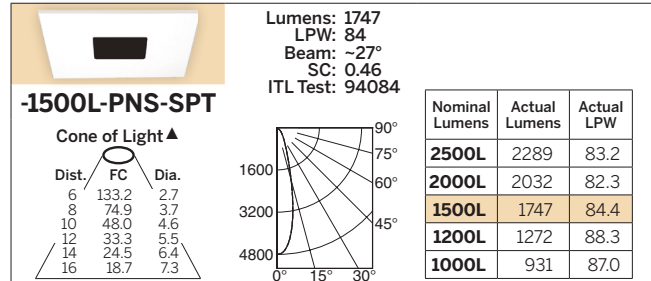 Lumens: 1747
LPW: 84
Beam: ~27°
SC: 0.46
ITL Test: 94084
-1500L-PNS-SPT
Cone of Light▲
Dist. FC Dia.
6 133.2 2.7
8 74.9 3.7
10 48.0 4.6
12 33.3 5.5
14 24.5 6.4
16 18.7 7.3
90°
75°
1600
60°
3200
45°
4800
0° 15° 30°
Nominal Lumens Actual Lumens Actual LPW
2500L 2289 83.2
2000L 2032 82.3
1500L 1747 84.4
1200L 1272 88.3
1000L 931 87.0